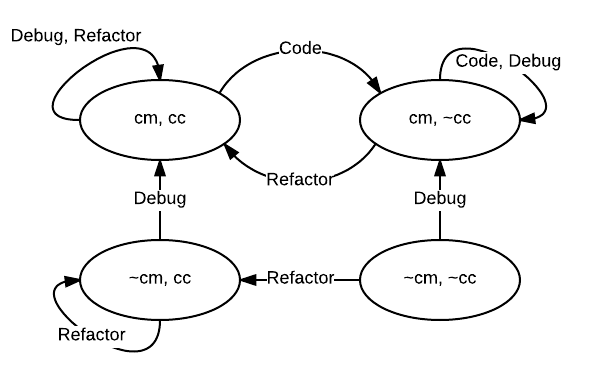 Debug, Refactor
Code
Code, Debug
cm, cc
cm, ~cc
Refactor
Debug
Debug
~cm, cc
Refactor
~cm, ~cc
Refactor